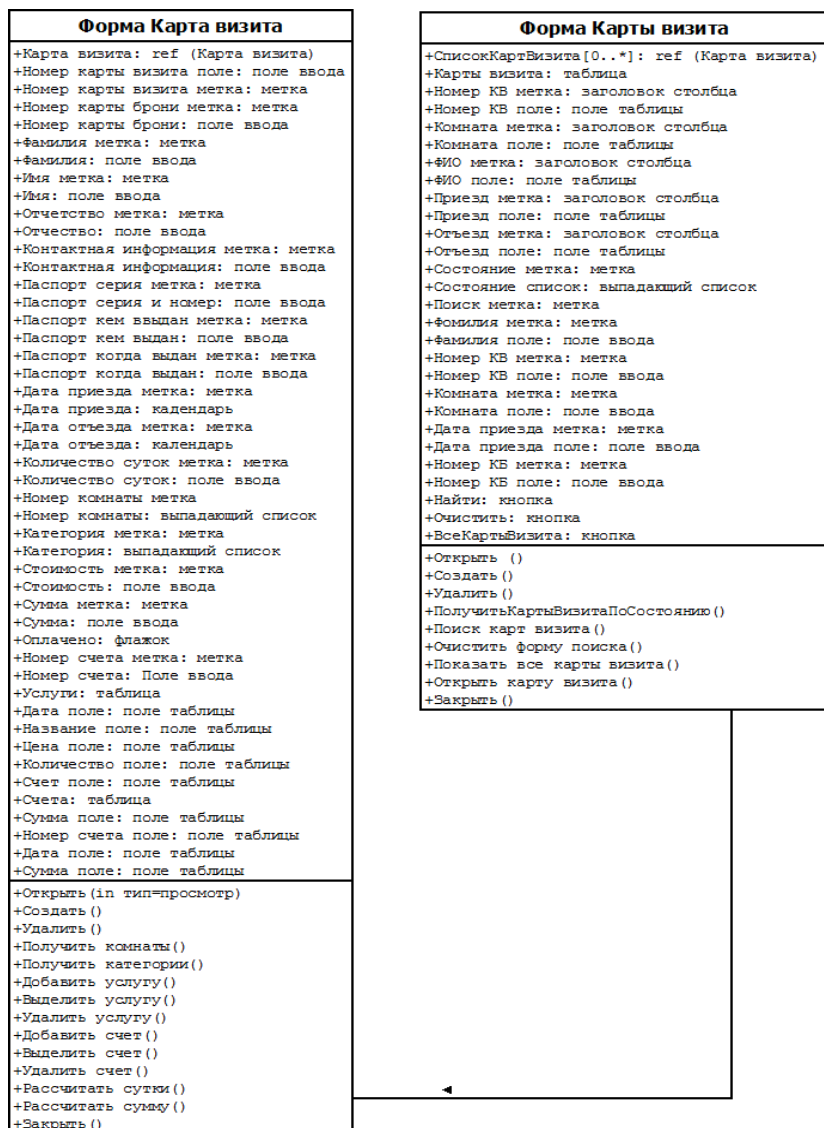 Форма Карта визита
+Карта визита: ref (Карта визита)
+Номер карты визита поле: поле ввода
+Номер карты визита метка: метка
+Номер карты брони метка: метка
+Номер карты брони: поле ввода
+Фамилия метка: метка
+Фамилия: поле ввода
+Имя метка: метка
+Имя: поле ввода
+Отчетство метка: метка
+Отчество: поле ввода
+Контактная информация метка: метка
+Контактная информация: поле ввода
+Паспорт серия метка: метка
+Паспорт серия и номер: поле ввода
+Паспорт кем ввыдан метка: метка
+Паспорт кем выдан: поле ввода
+Паспорт когда выдан метка: метка
+Паспорт когда выдан: поле ввода
+Дата приезда метка: метка
+Дата приезда: кадендарь
+Дата отъезда метка: метка
+Дата отъезда: календарь
+Количество суток метка: метка
+Количество суток: поле ввода
+Номер комнаты метка
+Номер комнаты: выпадающий список
+Категория метка: метка
+Категория: выпадающий список
+Стоимость метка: метка
+Стоимость: поле ввода
+Сумма метка: метка
+Сумма: поле ввода
+Оплачено: флажок
+Номер счета метка: метка
+Номер счета: Поле ввода
+Услуги: таблица
+Дата поле: поле таблицы
+Название поле: поле таблицы
+Цена поле: поле таблицы
+Количество поле: поле таблицы
+Счет поле: поле таблицы
+Счета: таблица
+Сумма поле: поле таблицы
+Номер счета поле: поле таблицы
+Дата поле: поле таблицы
+Сумма поле: поле таблицы
+Открыть(in тип=просмотр)
+Создать()
+Удалить()
+Получить комнаты()
+Получить категории()
+Добавить услугу()
+Выделить услугу()
+Удалить услугу()
+Добавить счет()
+Выделить счет()
+Удалить счет()
+Рассчитать сутки()
+Рассчитать сумму()
+Закрыть()
Форма Карты визита
+СписокКартВизита[0..*]: ref (Карта визита)
+Карты визита: таблица
+Номер КВ метка: заголовок столбца
+Номер КВ поле: поле таблицы
+Комната метка: заголовок столбца
+Комната поле: поле таблицы
+ФИО метка: заголовок столбца
+ФИО поле: поле таблицы
+Приезд метка: заголовок столбца
+Приезд поле: поле таблицы
+Отъезд метка: заголовок столбца
+Отъезд поле: поле таблицы
+Состояние метка: метка
+Состояние список: выпадающий список
+Поиск метка: метка
+Фомилия метка: метка
+Фамилия поле: поле ввода
+Номер КВ метка: метка
+Номер КВ поле: поле ввода
+Комната метка: метка
+Комната поле: поле ввода
+Дата приезда метка: метка
+Дата приезда поле: поле ввода
+Номер КБ метка: метка
+Номер КБ поле: поле ввода
+Найти: кнопка
+Очистить: кнопка
+ВсеКартыВизита: кнопка
+Открыть ()
+Создать()
+Удалить()
+ПолучитьКартыВизитаПоСостоянию()
+Поиск карт визита()
+Очистить форму поиска()
+Показать все карты визита()
+Открыть карту визита()
+Закрыть()